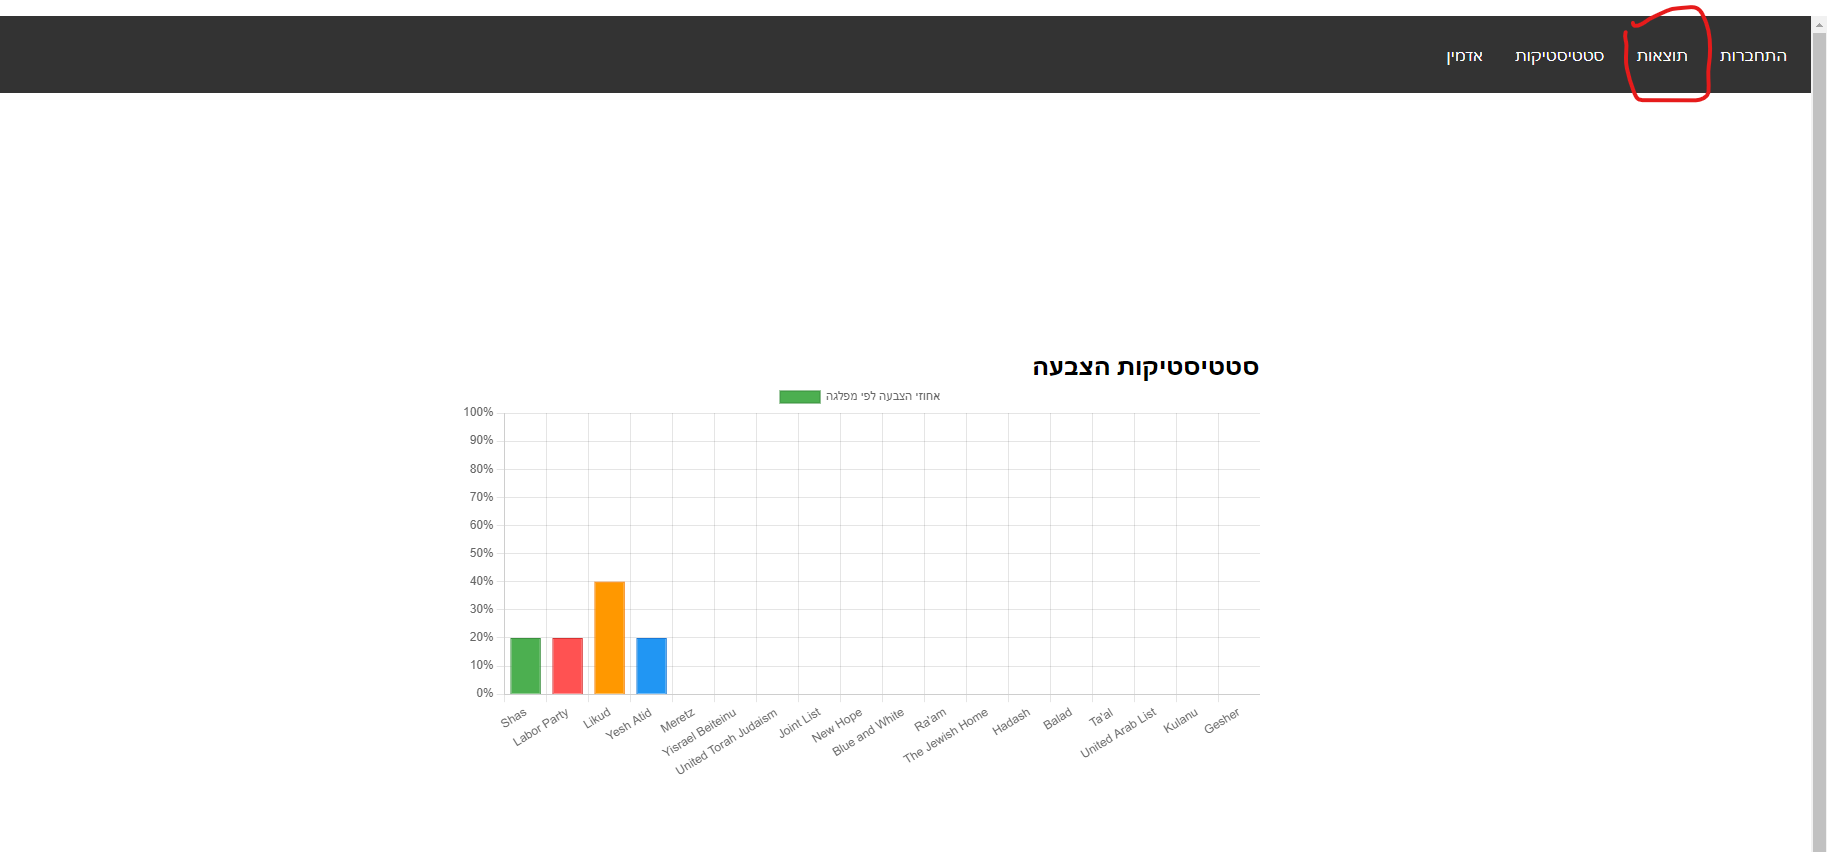 התחברות תוצאות סטטיסטיקות אדמין
סטטיסטיקות הצבעה
אחוזי הצבעה לפי מפלגה
100%
90%
80%
70%
60%
50%
40%
30%
20%
10%
0%
Shas
Labor Party
Likud
Yesh Atid
Meretz
Yisrael Beiteinu
United Torah Judaism
Joint List
New Hope
Blue and White
Ra'am
The Jewish Home
Hadash
Balad
Ta'al
United Arab List
Kulanu
Gesher